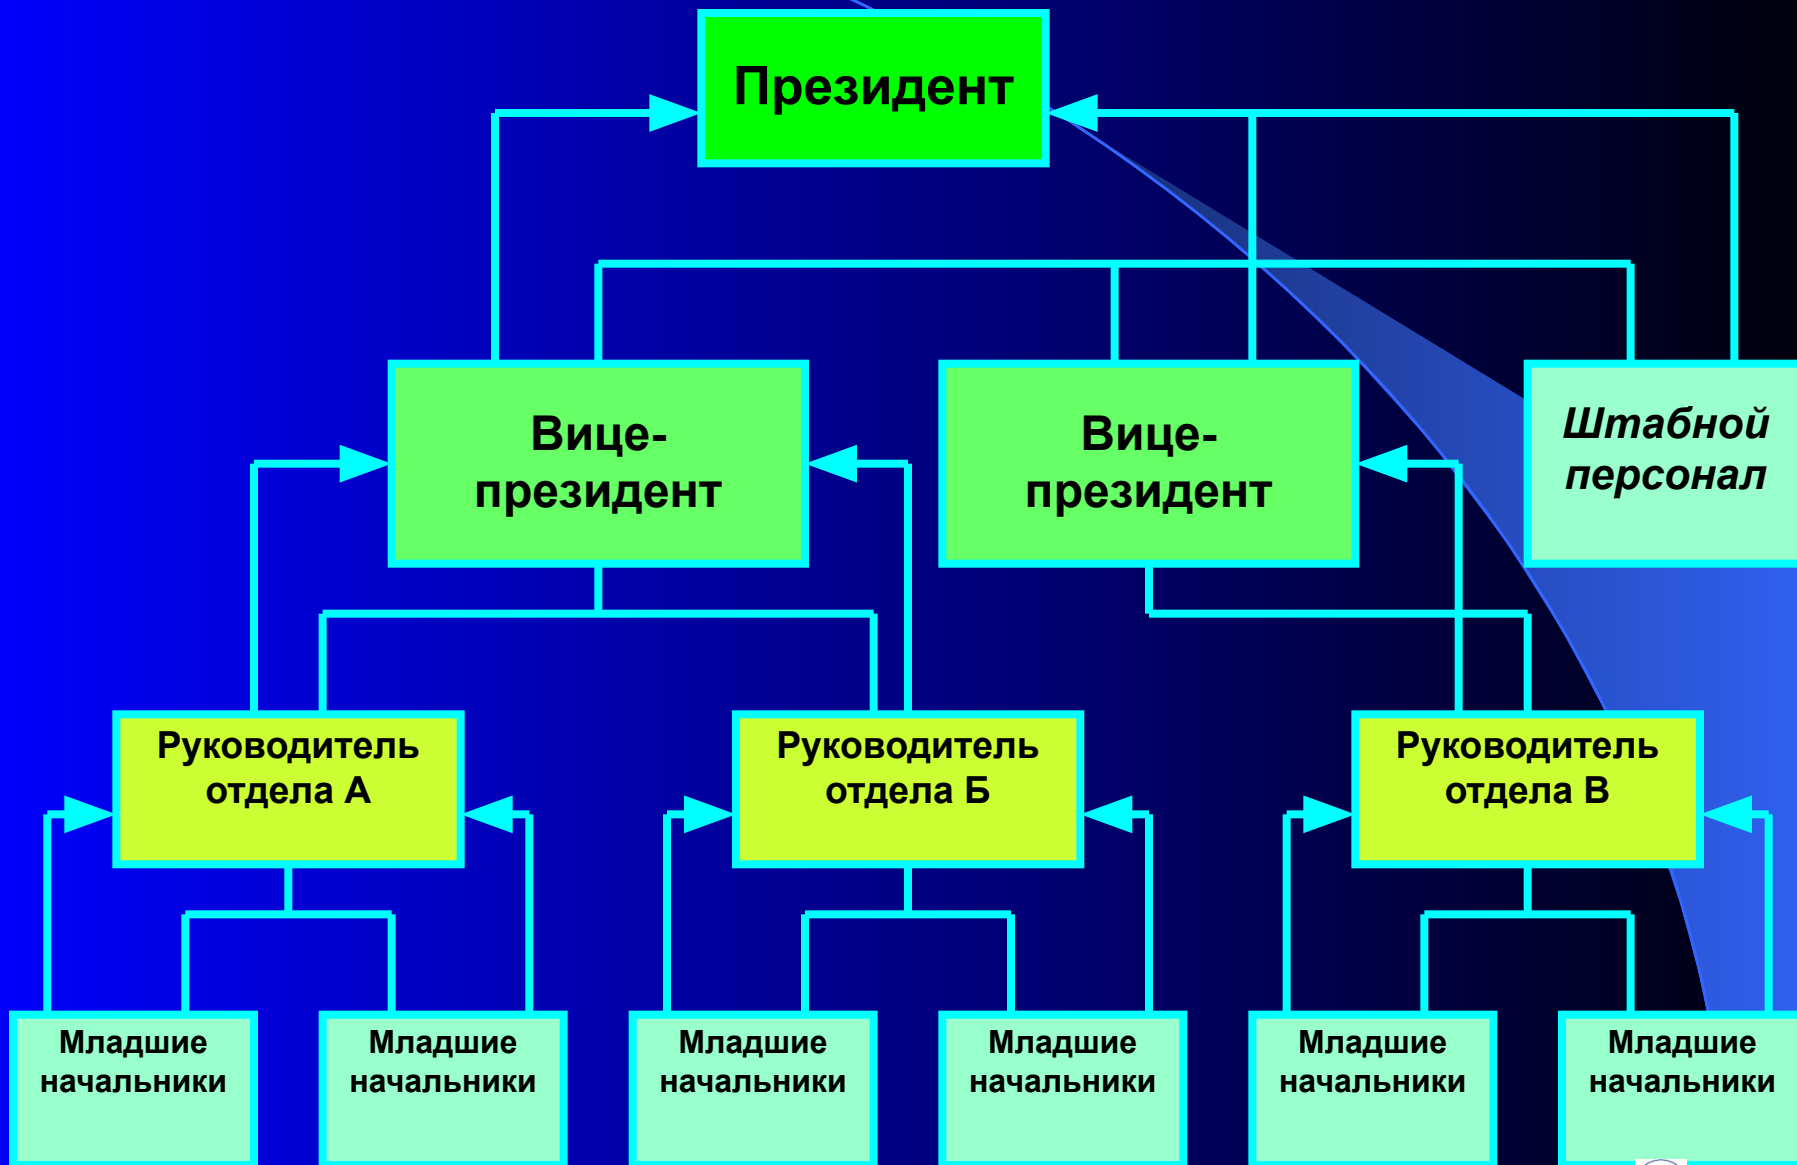 Президент
Вице-
президент
Вице-
президент
Штабной
персонал
Руководитель
отдела А
Руководитель
отдела Б
Руководитель
отдела В
Младшие
начальники
Младшие
начальники
Младшие
начальники
Младшие
начальники
Младшие
начальники
Младшие
начальники